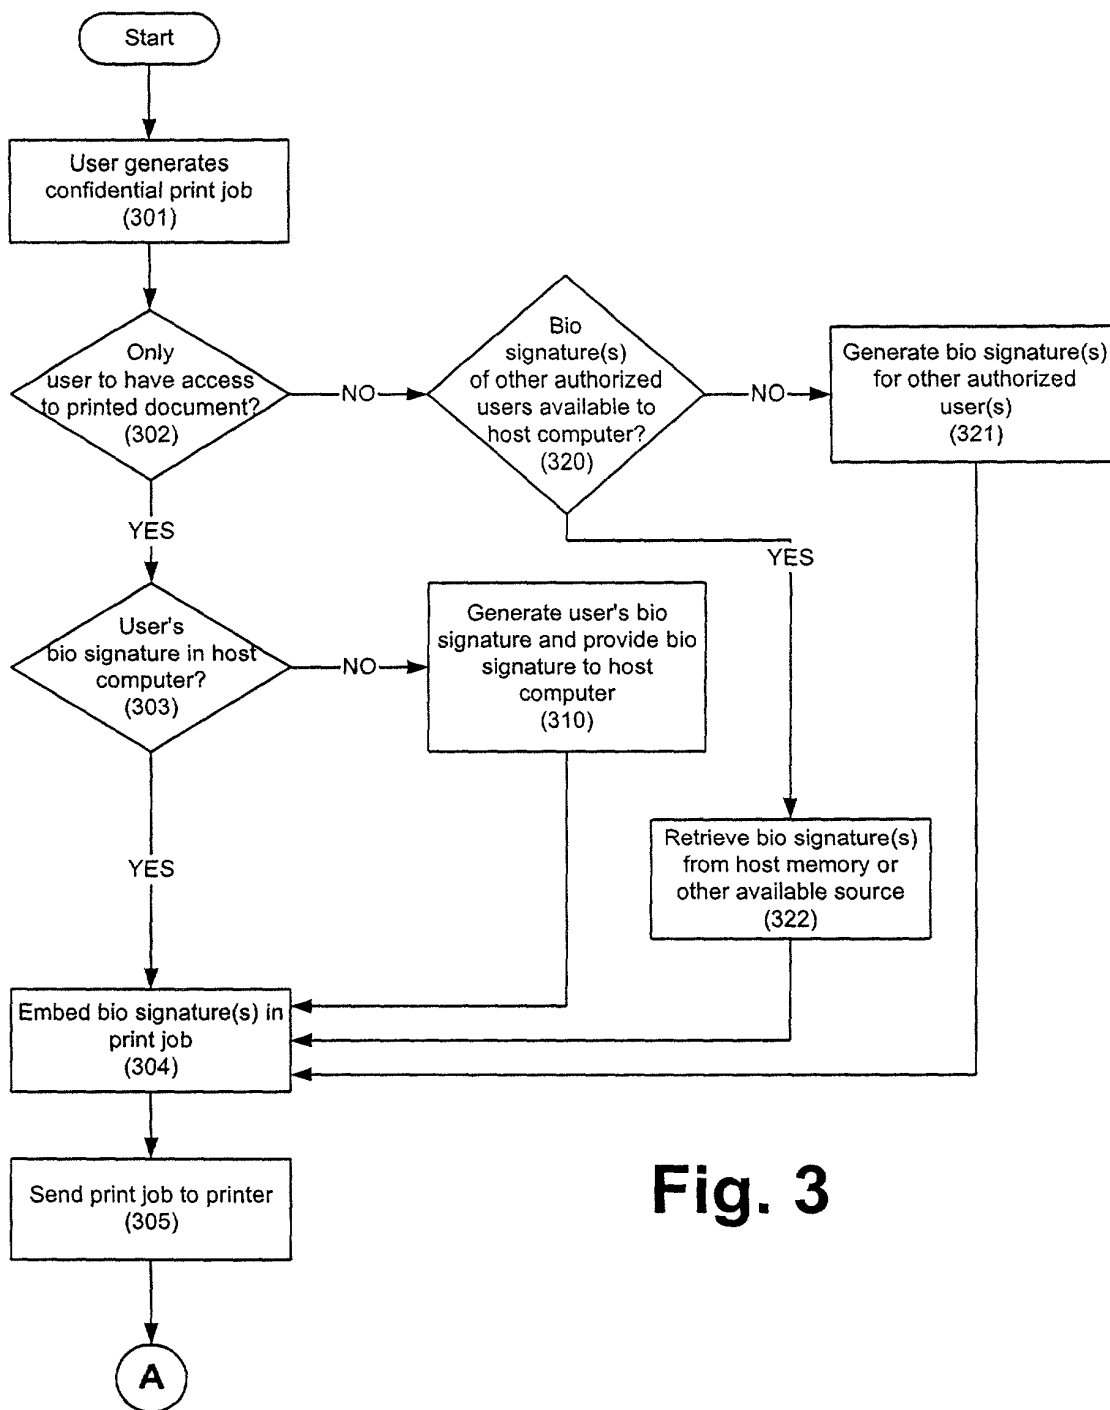 Start
User generates
confidential print job
(301)
Only
user to have access
to printed document?
(302)
NO
Bio
signature(s)
of other authorized
users available to
host computer?
(320)
NO
Generate bio signature(s)
for other authorized
user(s)
(321)
YES
YES
User's
bio signature in host
computer?
(303)
NO
Generate user's bio
signature and provide bio
signature to host
computer
(310)
YES
Retrieve bio signature(s)
from host memory or
other available source
(322)
Embed bio signature(s) in
print job
(304)
Send print job to printer
(305)
Fig. 3
A